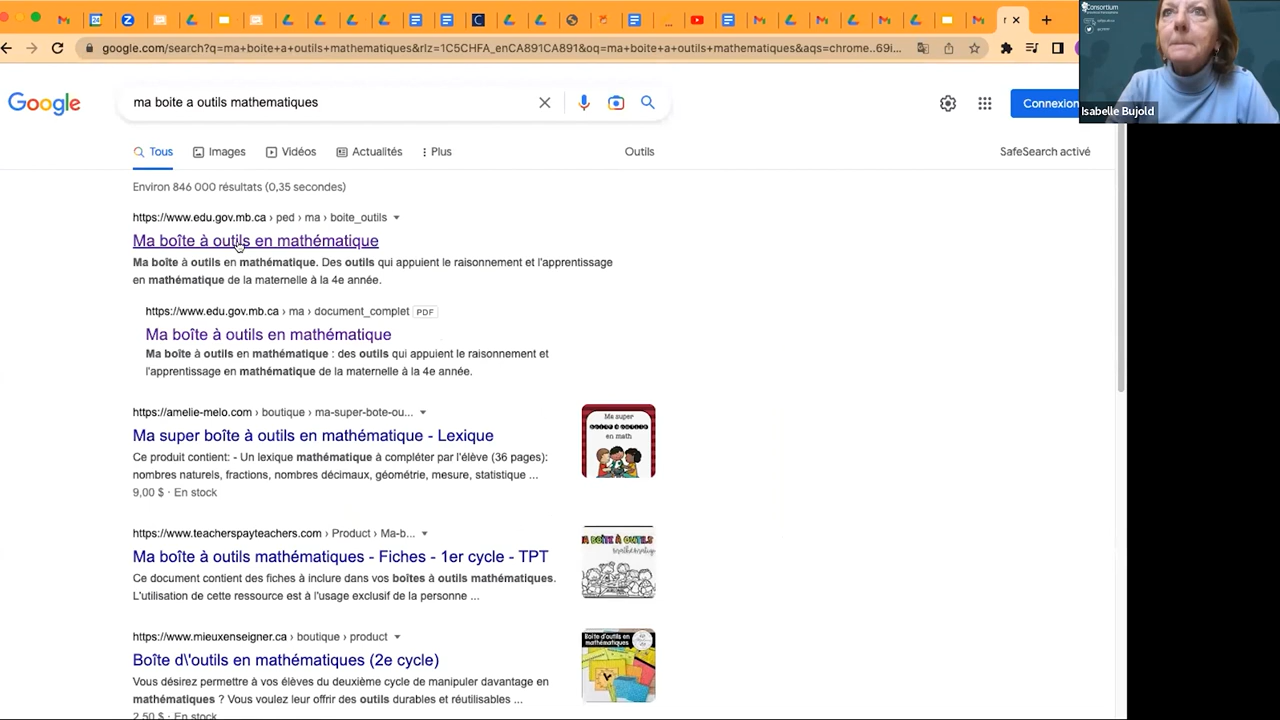 google.com/search?q=ma+boite+a+outils+mathematiques&rlz=1C5CHFA_enCA891CA891&oq=ma+boite+a+outils+mathematiques&aqs=chrome..69i...
Consortium
Isabelle Bujold
Google
ma boite a outils mathematiques
Connexion
Tous
Images
Vidéos
Actualités
Plus
Outils
SafeSearch activé
Environ 846 000 résultats (0,35 secondes)
https://www.edu.gov.mb.ca › ped › ma › boite_outils
Ma boîte à outils en mathématique
Ma boîte à outils en mathématique. Des outils qui appuient le raisonnement et l'apprentissage
en mathématique de la maternelle à la 4e année.
https://www.edu.gov.mb.ca › ma › document_complet PDF
Ma boîte à outils en mathématique
Ma boîte à outils en mathématique : des outils qui appuient le raisonnement et
l'apprentissage en mathématique de la maternelle à la 4e année.
https://amelie-melo.com › boutique › ma-super-bote-ou...
Ma super boîte à outils en mathématique - Lexique
Ce produit contient: - Un lexique mathématique à compléter par l'élève (36 pages):
nombres naturels, fractions, nombres décimaux, géométrie, mesure, statistique ...
9,00 $ · En stock
Ma super
boîte à outils
en math
https://www.teacherspayteachers.com › Product › Ma-b...
Ma boîte à outils mathématiques - Fiches - 1er cycle - TPT
Ce document contient des fiches à inclure dans vos boîtes à outils mathématiques.
L'utilisation de cette ressource est à l'usage exclusif de la personne ...
MA BOÎTE À OUTILS
https://www.mieuxenseigner.ca › boutique › product
Boîte d\'outils en mathématiques (2e cycle)
Vous désirez permettre à vos élèves du deuxième cycle de manipuler davantage en
mathématiques ? Vous voulez leur offrir des outils durables et réutilisables ...
2,50 $ · En stock
Boîte d'outils en
mathématiques